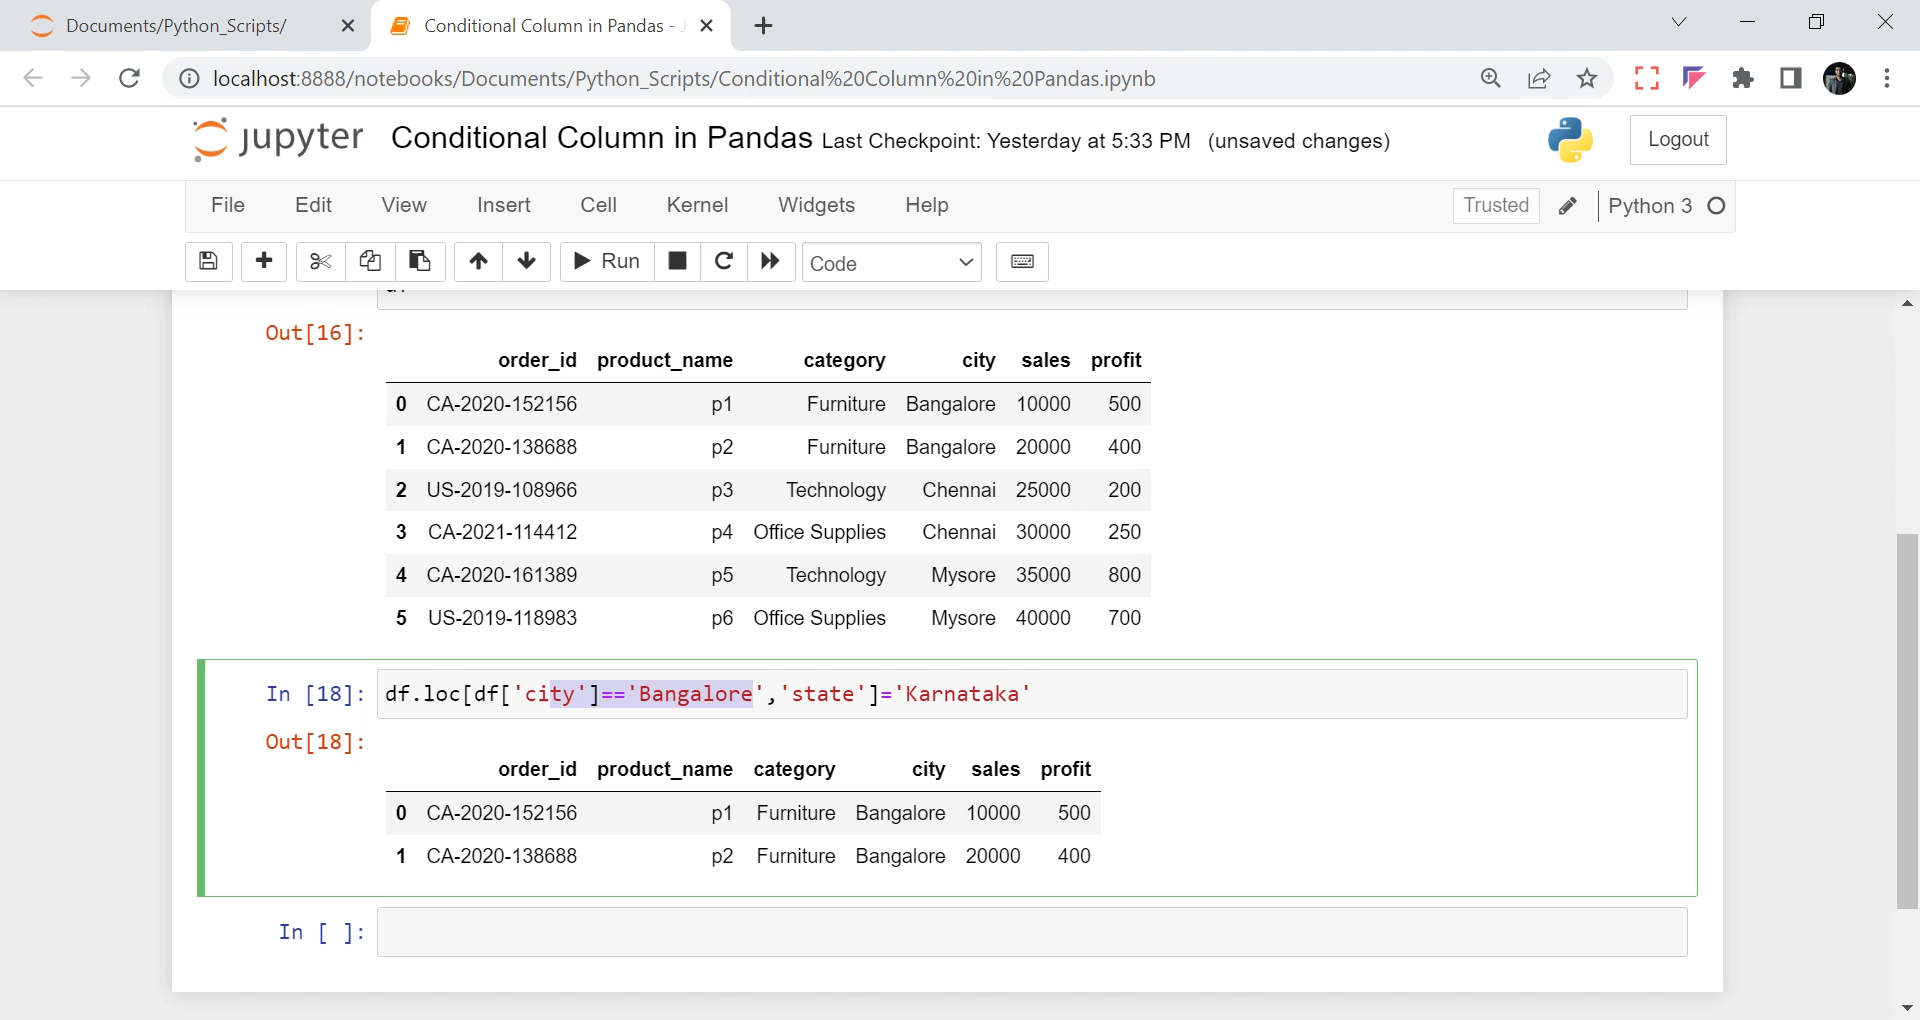 Documents/Python_Scripts/
Conditional Column in Pandas -
localhost:8888/notebooks/Documents/Python_Scripts/Conditional%20Column%20in%20Pandas.ipynb
jupyter Conditional Column in Pandas Last Checkpoint: Yesterday at 5:33 PM (unsaved changes) Logout
File Edit View Insert Cell Kernel Widgets Help Trusted Python 3
Run Code
Out[16]:
order_id product_name category city sales profit
0 CA-2020-152156 p1 Furniture Bangalore 10000 500
1 CA-2020-138688 p2 Furniture Bangalore 20000 400
2 US-2019-108966 p3 Technology Chennai 25000 200
3 CA-2021-114412 p4 Office Supplies Chennai 30000 250
4 CA-2020-161389 p5 Technology Mysore 35000 800
5 US-2019-118983 p6 Office Supplies Mysore 40000 700
In [18]: df.loc[df['city']=='Bangalore','state']='Karnataka'
Out[18]:
order_id product_name category city sales profit
0 CA-2020-152156 p1 Furniture Bangalore 10000 500
1 CA-2020-138688 p2 Furniture Bangalore 20000 400
In [ ]: